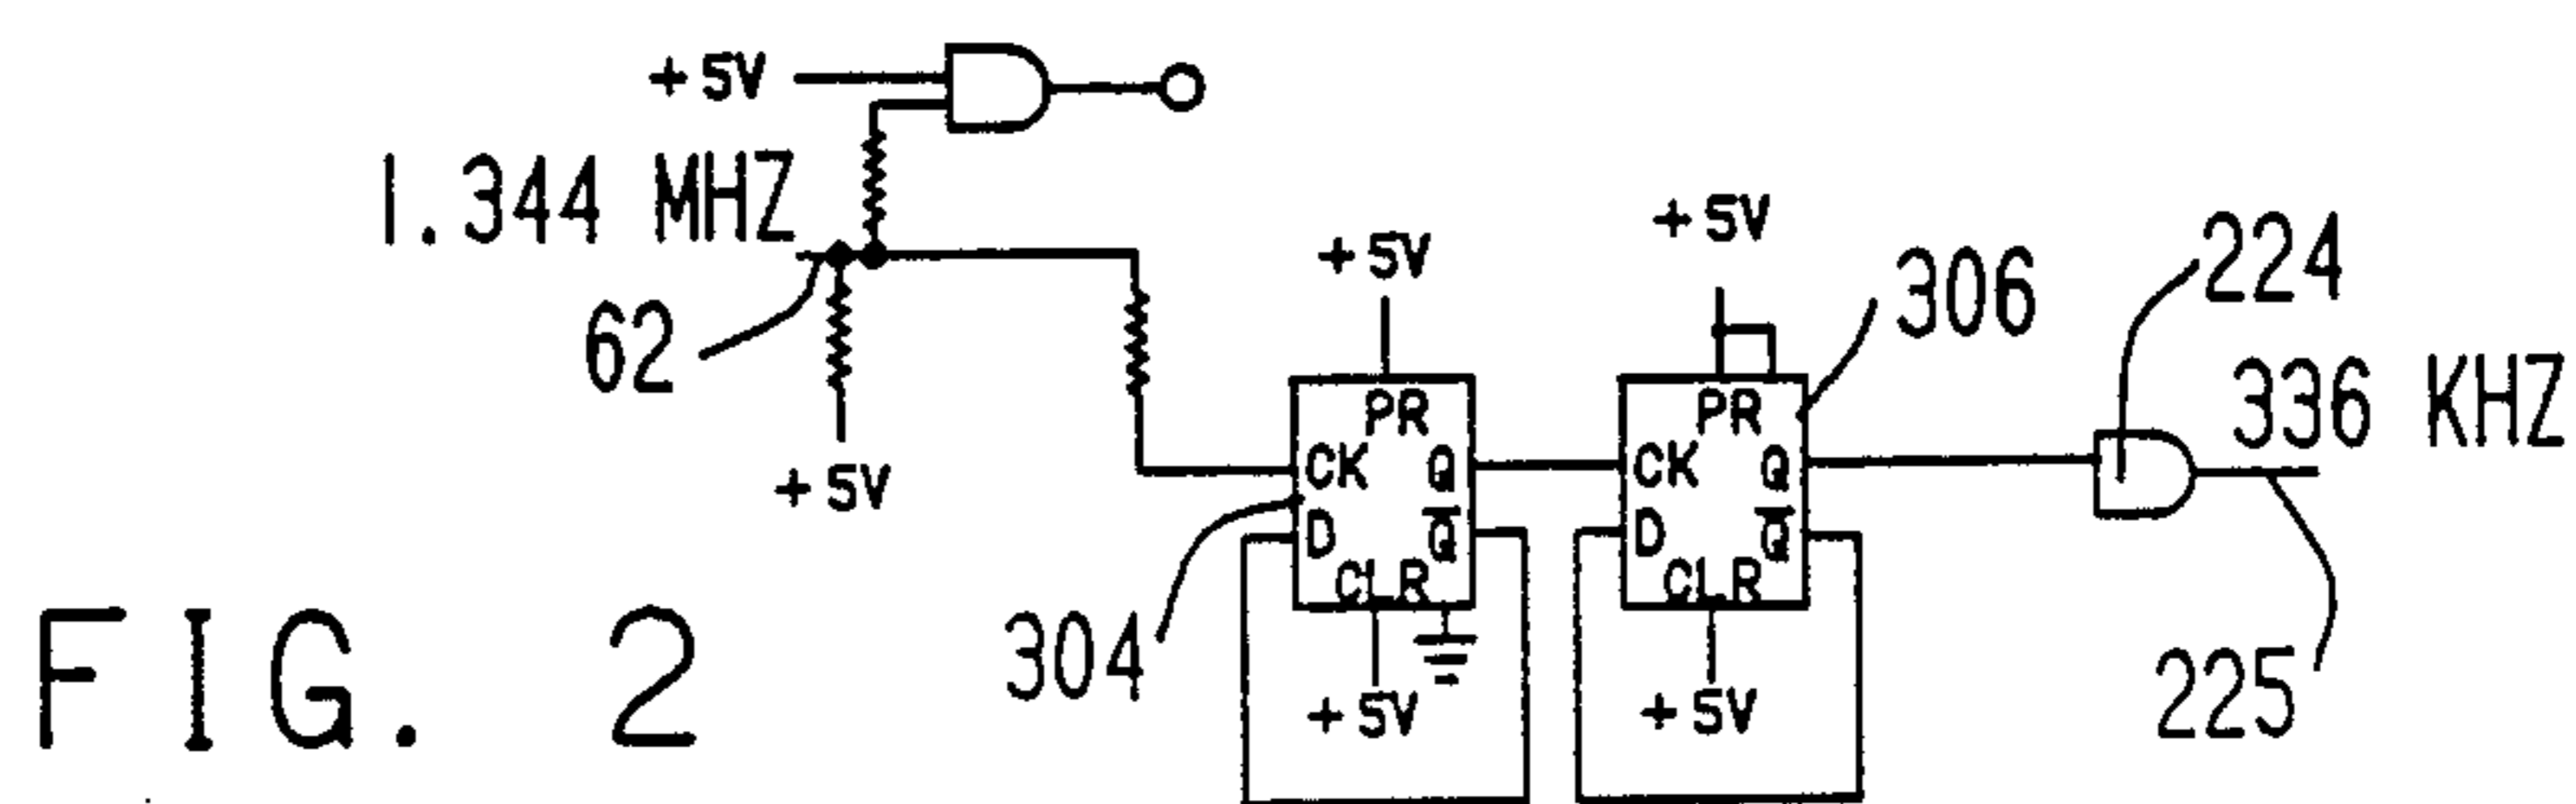 +5V
1.344 MHZ
62
+5V
+5V
PR
CK Q
D Q̅
CLR
304
+5V
+5V
306
PR
CK Q
D Q̅
CLR
+5V
224
336 KHZ
225
FIG. 2